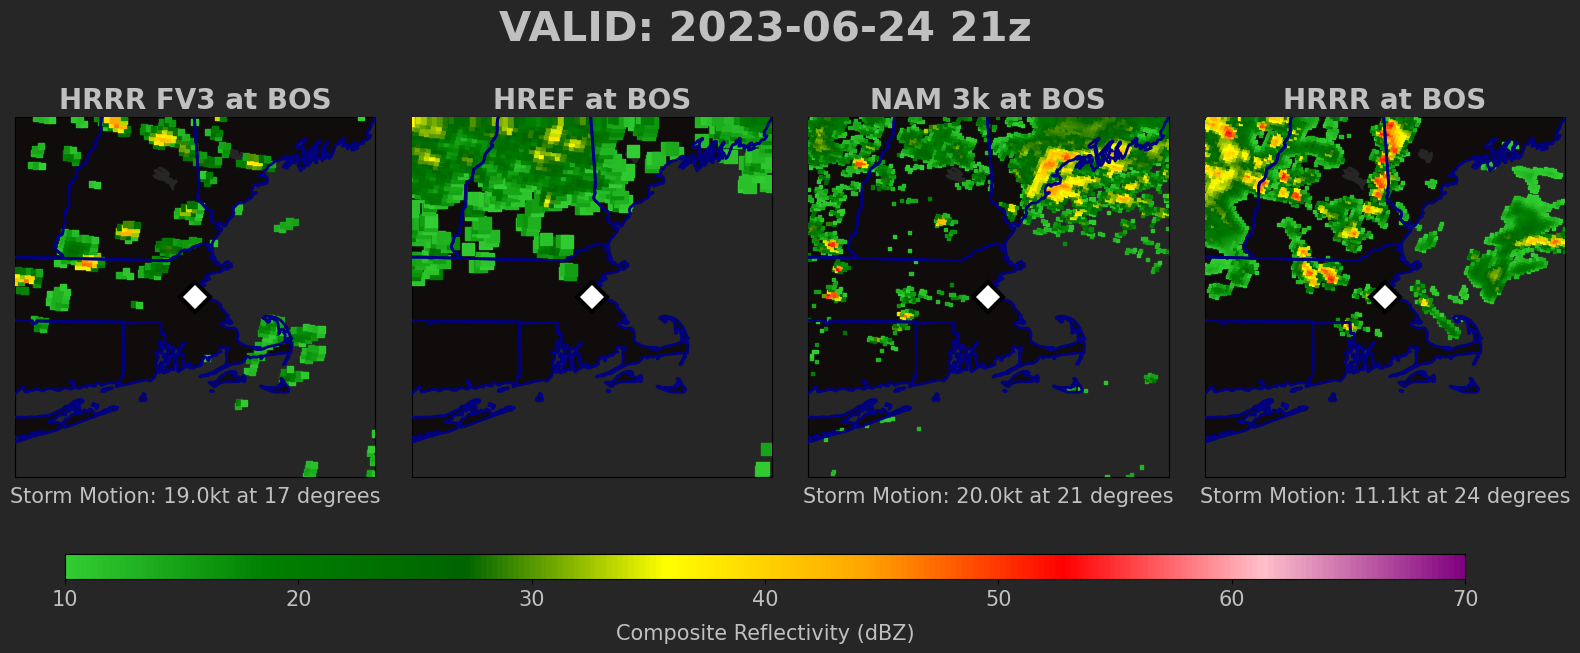 VALID: 2023-06-24 21z
HRRR FV3 at BOS
HREF at BOS
NAM 3k at BOS
HRRR at BOS
Storm Motion: 19.0kt at 17 degrees
Storm Motion: 20.0kt at 21 degrees
Storm Motion: 11.1kt at 24 degrees
10 20 30 40 50 60 70
Composite Reflectivity (dBZ)